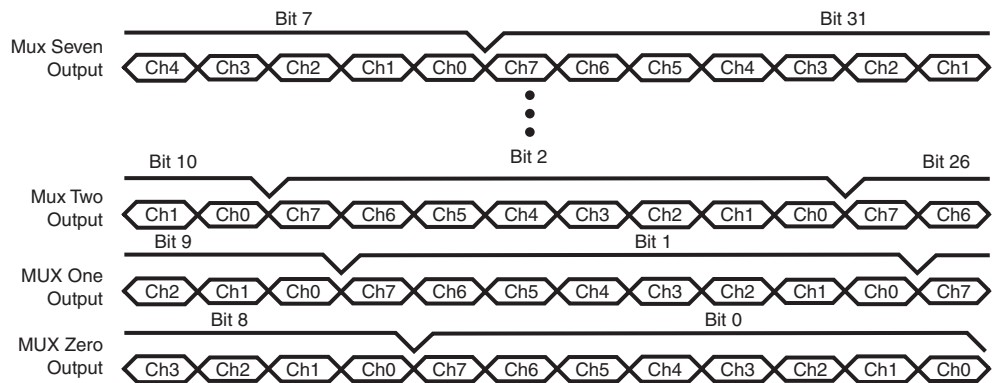 Bit 7 Bit 31
Mux Seven Output
Ch4 Ch3 Ch2 Ch1 Ch0 Ch7 Ch6 Ch5 Ch4 Ch3 Ch2 Ch1
Bit 10 Bit 2 Bit 26
Mux Two Output
Ch1 Ch0 Ch7 Ch6 Ch5 Ch4 Ch3 Ch2 Ch1 Ch0 Ch7 Ch6
Bit 9 Bit 1
MUX One Output
Ch2 Ch1 Ch0 Ch7 Ch6 Ch5 Ch4 Ch3 Ch2 Ch1 Ch0 Ch7
Bit 8 Bit 0
MUX Zero Output
Ch3 Ch2 Ch1 Ch0 Ch7 Ch6 Ch5 Ch4 Ch3 Ch2 Ch1 Ch0